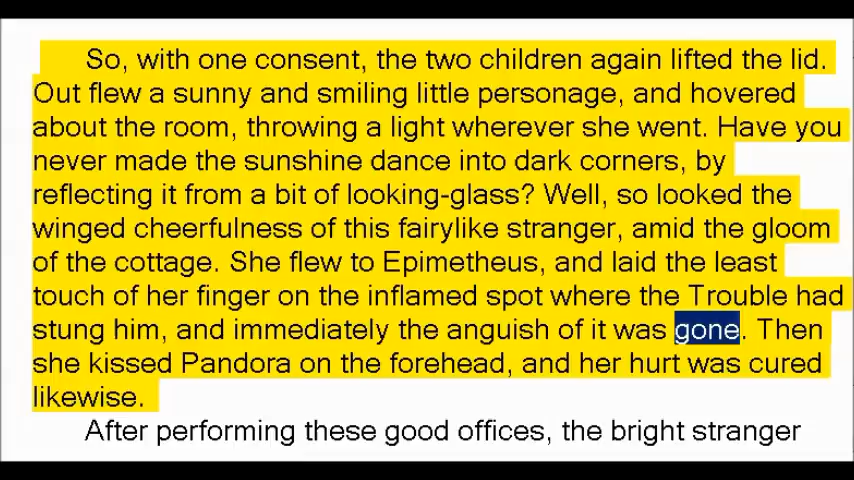 So, with one consent, the two children again lifted the lid.
Out flew a sunny and smiling little personage, and hovered
about the room, throwing a light wherever she went. Have you
never made the sunshine dance into dark corners, by
reflecting it from a bit of looking-glass? Well, so looked the
winged cheerfulness of this fairylike stranger, amid the gloom
of the cottage. She flew to Epimetheus, and laid the least
touch of her finger on the inflamed spot where the Trouble had
stung him, and immediately the anguish of it was gone. Then
she kissed Pandora on the forehead, and her hurt was cured
likewise.
After performing these good offices, the bright stranger